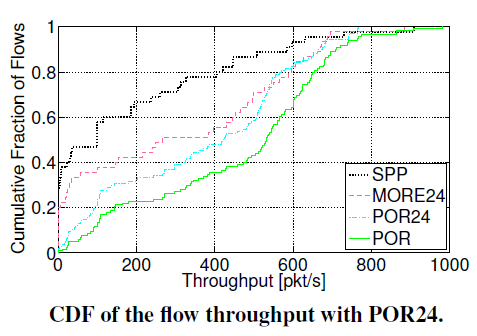 1
0.8
0.6
0.4
0.2
0
0 200 400 600 800 1000
Cumulative Fraction of Flows
Throughput [pkt/s]
SPP
MORE24
POR24
POR
CDF of the flow throughput with POR24.